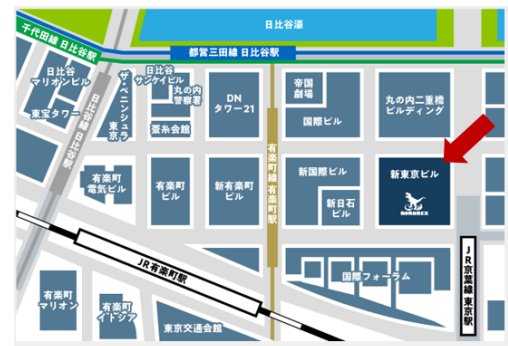 日比谷濠
千代田線 日比谷駅
都営三田線 日比谷駅
日比谷
マリオンビル
東宝タワー
日比谷線 日比谷駅
ザ・ペニンシュラ
東京
日比谷
サンケイビル
丸の内
警察署
蚕糸会館
DN
タワー21
帝国
劇場
国際ビル
丸の内二重橋
ビルディング
有楽町
電気ビル
有楽町
ビル
新有楽町
ビル
有楽町線 有楽町駅
新国際ビル
新日石
ビル
新東京ビル
JR有楽町駅
国際フォーラム
JR京葉線 東京駅
有楽町
マリオン
有楽町
イトシア
東京交通会館